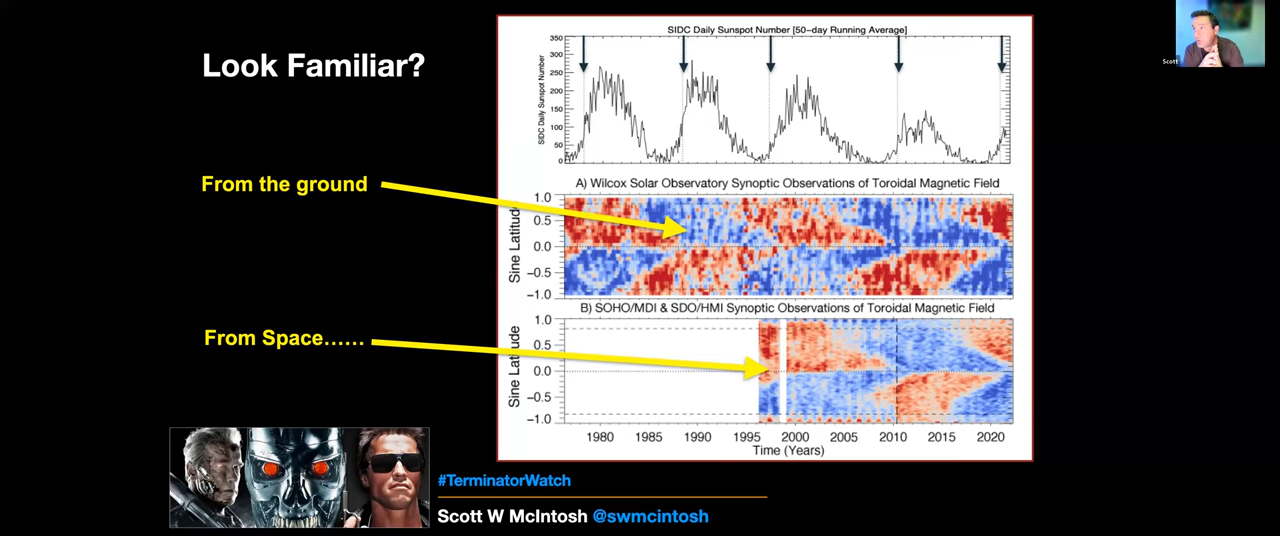 Look Familiar?
Scott
SIDC Daily Sunspot Number [50-day Running Average]
SIDC Daily Sunspot Number
350
300
250
200
150
100
50
0
From the ground
A) Wilcox Solar Observatory Synoptic Observations of Toroidal Magnetic Field
Sine Latitude
1.0
0.5
0.0
-0.5
-1.0
From Space......
B) SOHO/MDI & SDO/HMI Synoptic Observations of Toroidal Magnetic Field
Sine Latitude
1.0
0.5
0.0
-0.5
-1.0
1980 1985 1990 1995 2000 2005 2010 2015 2020
Time (Years)
#TerminatorWatch
Scott W McIntosh @swmcintosh